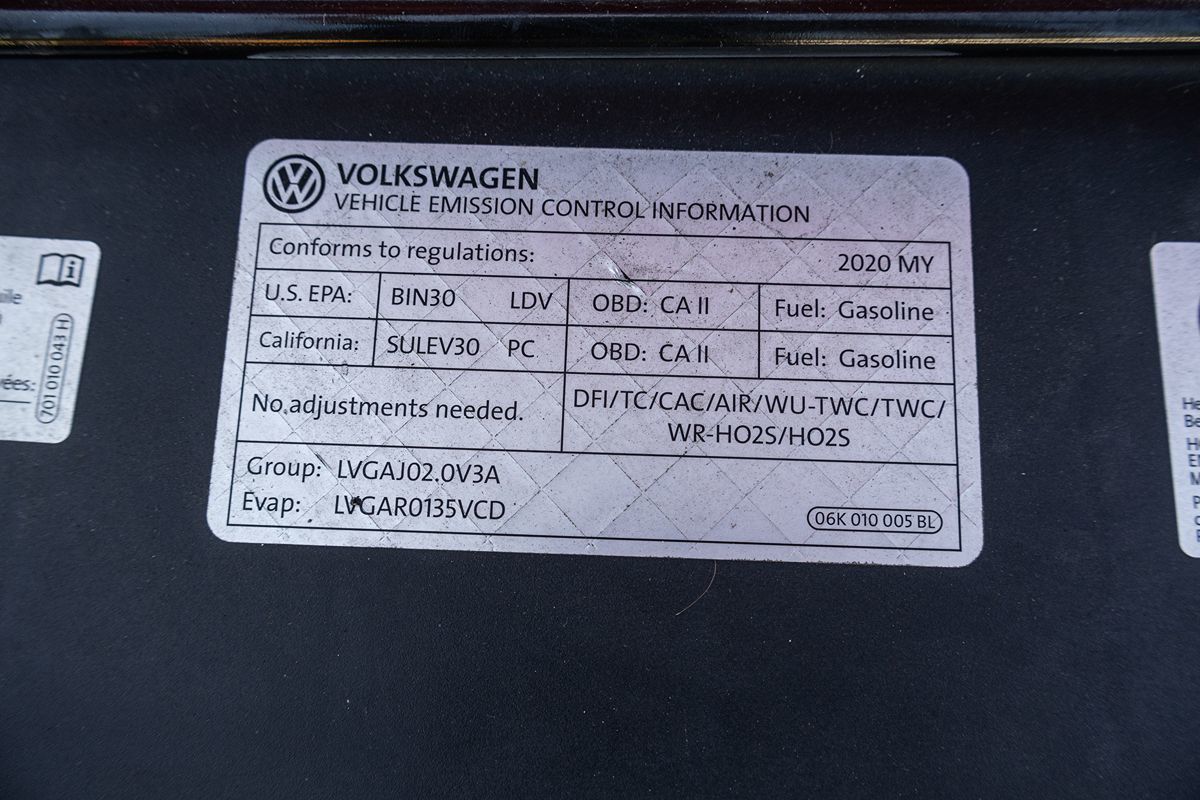 VOLKSWAGEN
VEHICLE EMISSION CONTROL INFORMATION
Conforms to regulations: 2020 MY
U.S. EPA: BIN30 LDV OBD: CA II Fuel: Gasoline
California: SULEV30 PC OBD: CA II Fuel: Gasoline
No adjustments needed. DFI/TC/CAC/AIR/WU-TWC/TWC/
WR-HO2S/HO2S
Group: LVGAJ02.0V3A
Evap: LVGAR0135VCD
06K 010 005 BL
701 010 043 H